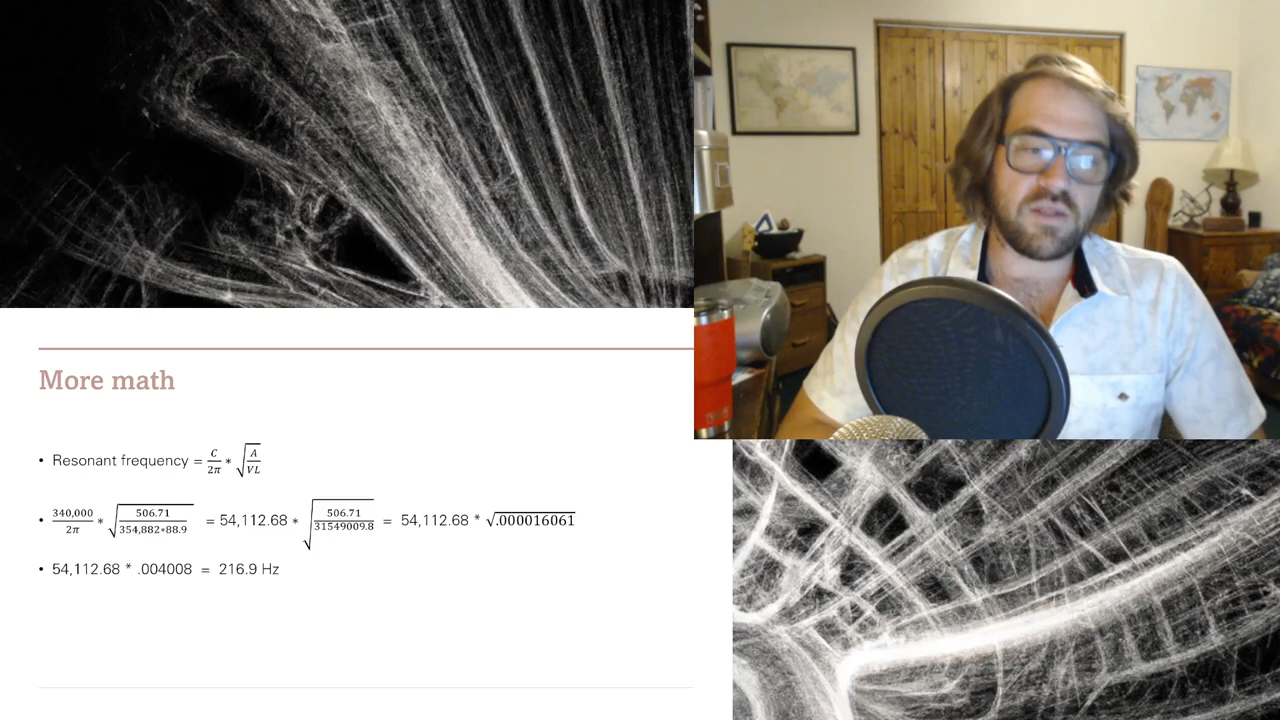 More math
• Resonant frequency = C/2π * √(A/VL)
• 340,000/2π * √(506.71/354,882*88.9) = 54,112.68 * √(506.71/31549009.8) = 54,112.68 * √.000016061
• 54,112.68 * .004008 = 216.9 Hz